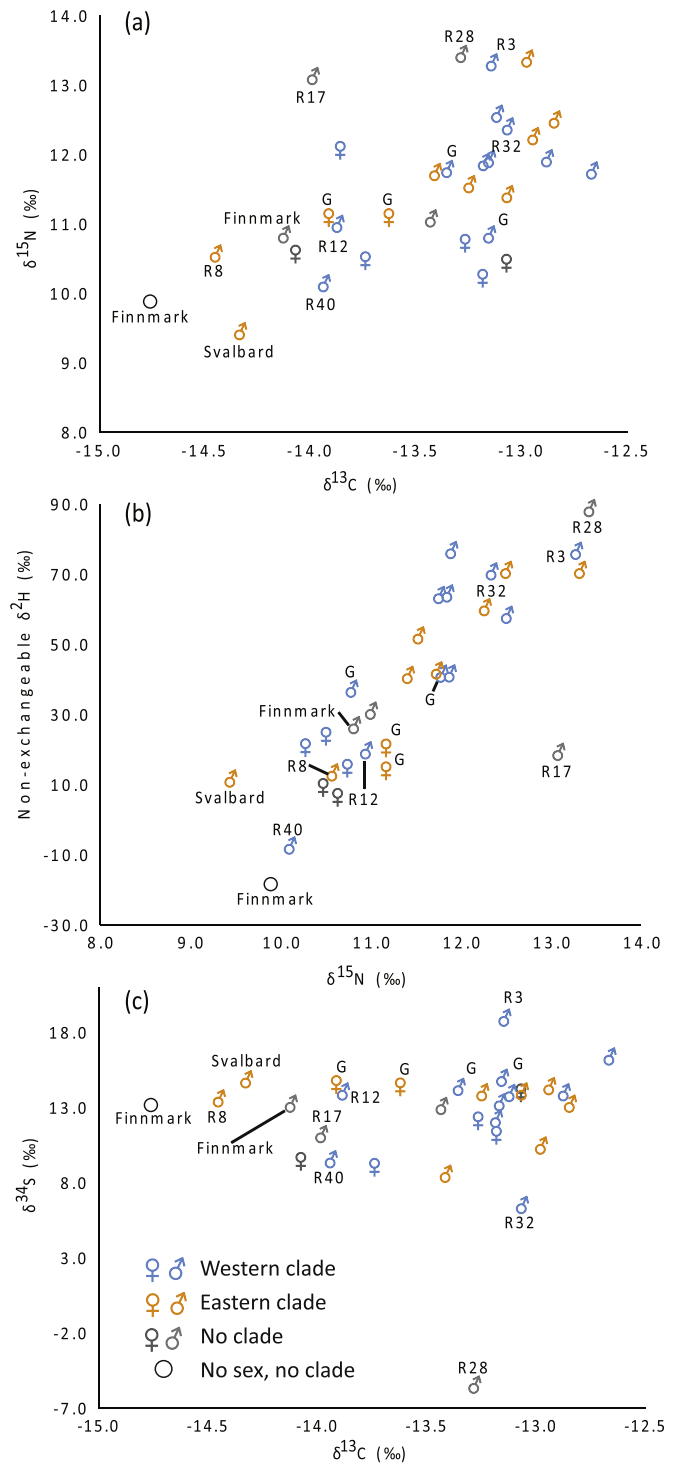 (a)
14.0
13.0
12.0
11.0
10.0
9.0
8.0
δ15N (‰)
R28
R3
R17
R32
G
G
G
G
Finnmark
R12
R8
R40
Finnmark
Svalbard
-15.0 -14.5 -14.0 -13.5 -13.0 -12.5
δ13C (‰)
(b)
90.0
70.0
50.0
30.0
10.0
-10.0
-30.0
Non-exchangeable δ2H (‰)
R28
R3
R32
G
G
Finnmark
G
G
R8
R17
R12
Svalbard
R40
Finnmark
8.0 9.0 10.0 11.0 12.0 13.0 14.0
δ15N (‰)
(c)
18.0
13.0
8.0
3.0
-2.0
-7.0
δ34S (‰)
R3
Svalbard
G
G
G
G
R12
Finnmark
R8
R17
Finnmark
R40
R32
Western clade
Eastern clade
No clade
No sex, no clade
R28
-15.0 -14.5 -14.0 -13.5 -13.0 -12.5
δ13C (‰)